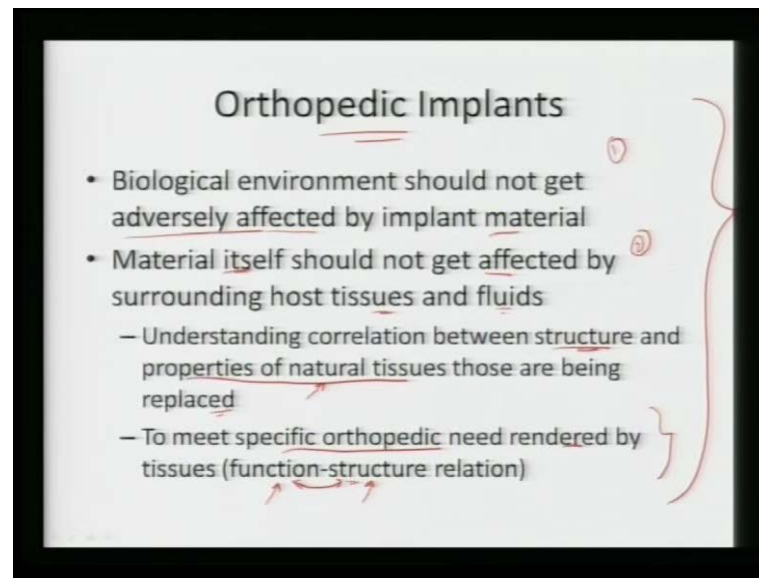 Orthopedic Implants
①
• Biological environment should not get
adversely affected by implant material
②
• Material itself should not get affected by
surrounding host tissues and fluids
– Understanding correlation between structure and
properties of natural tissues those are being
replaced
– To meet specific orthopedic need rendered by
tissues (function-structure relation)